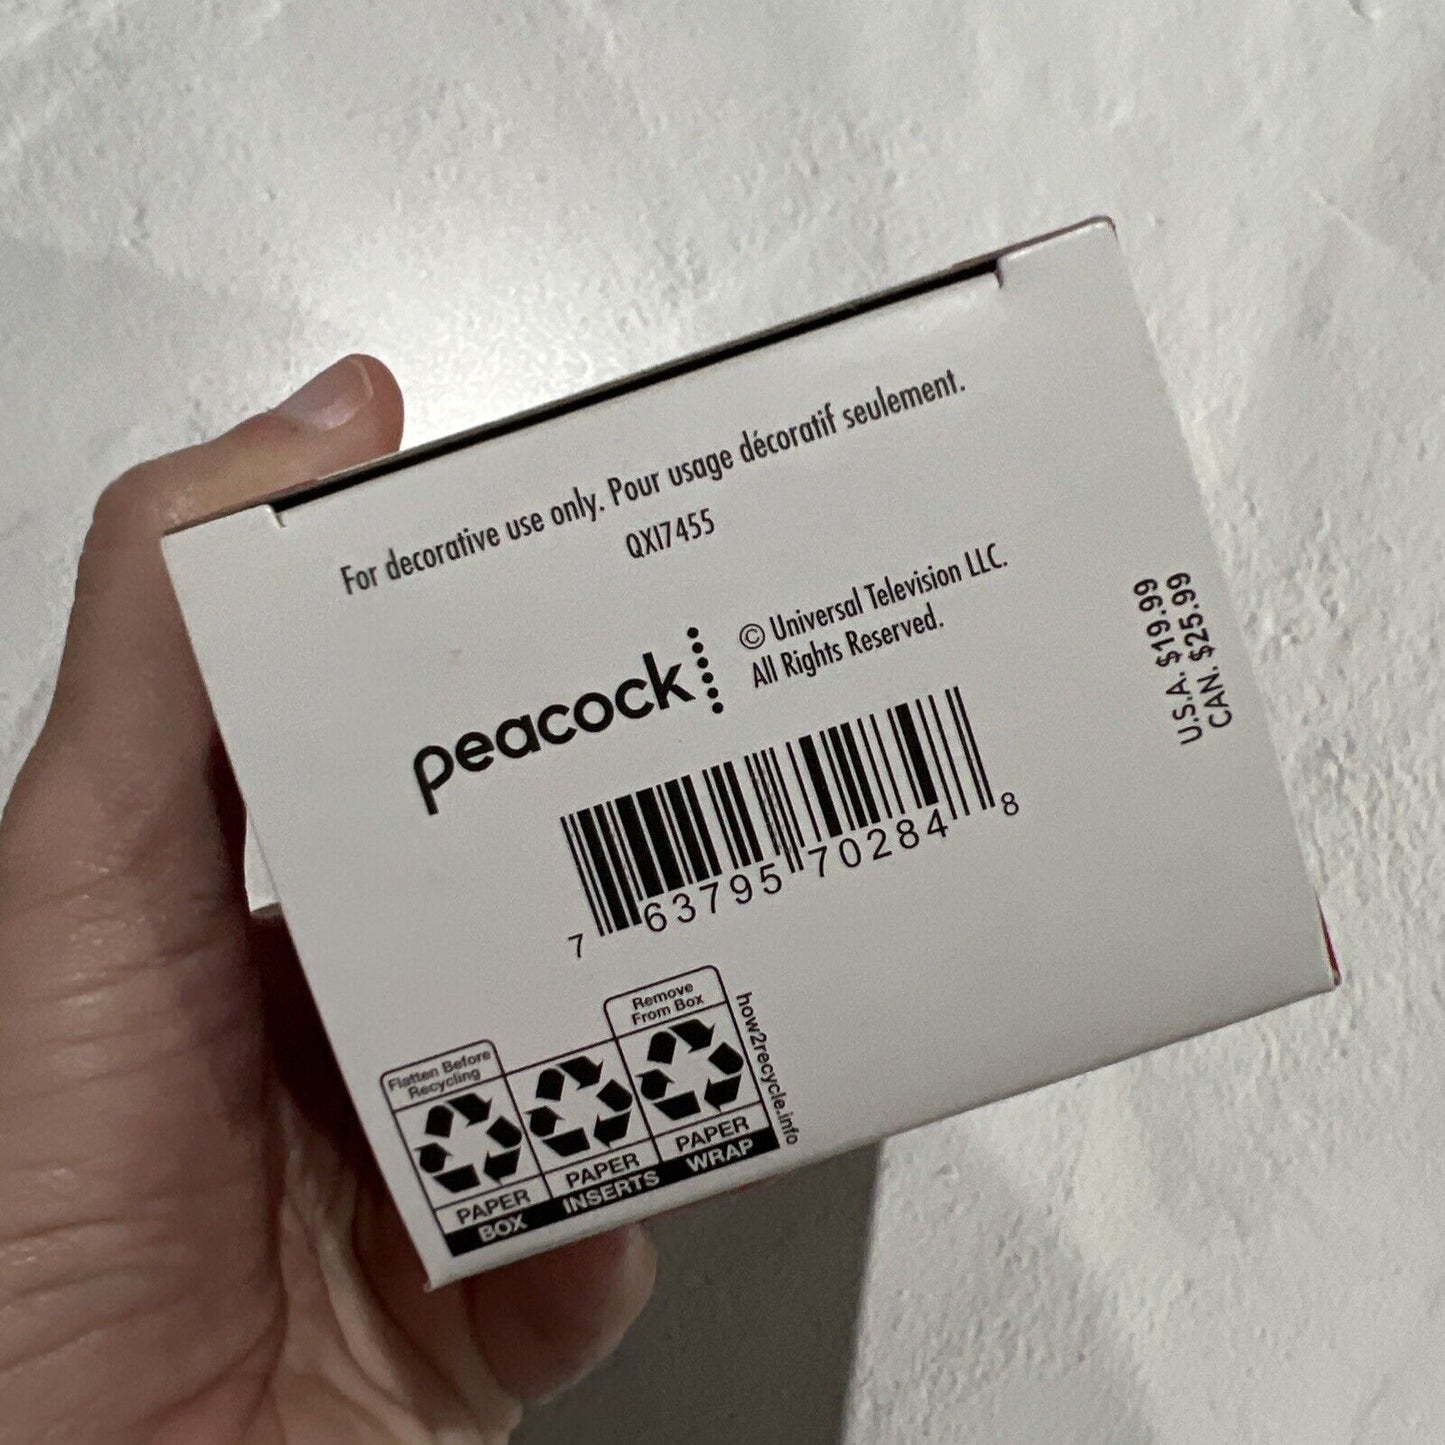 For decorative use only. Pour usage décoratif seulement.
QXI7455
peacock
© Universal Television LLC.
All Rights Reserved.
U.S.A. $19.99
CAN. $25.99
7 63795 70284 8
Flatten Before
Recycling
PAPER
BOX
PAPER
INSERTS
Remove
From Box
PAPER
WRAP
how2recycle.info